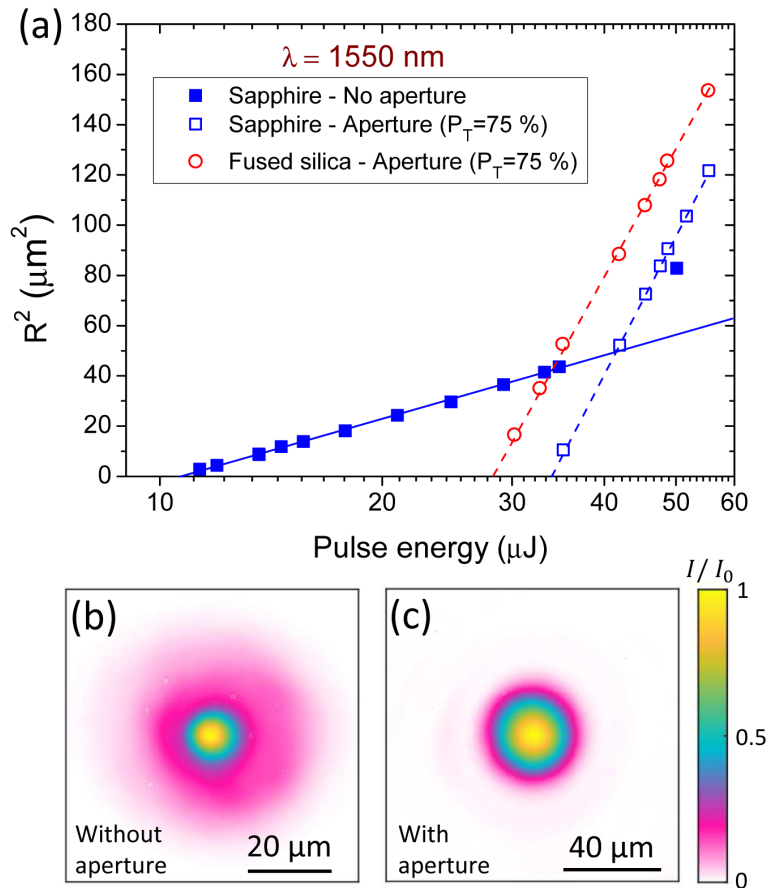 (a)
λ = 1550 nm
Sapphire - No aperture
Sapphire - Aperture (P_T=75 %)
Fused silica - Aperture (P_T=75 %)
R² (μm²)
180
160
140
120
100
80
60
40
20
0
10
20
30
40
50
60
Pulse energy (μJ)
(b)
Without
aperture
20 μm
(c)
With
aperture
40 μm
I / I₀
1
0.5
0